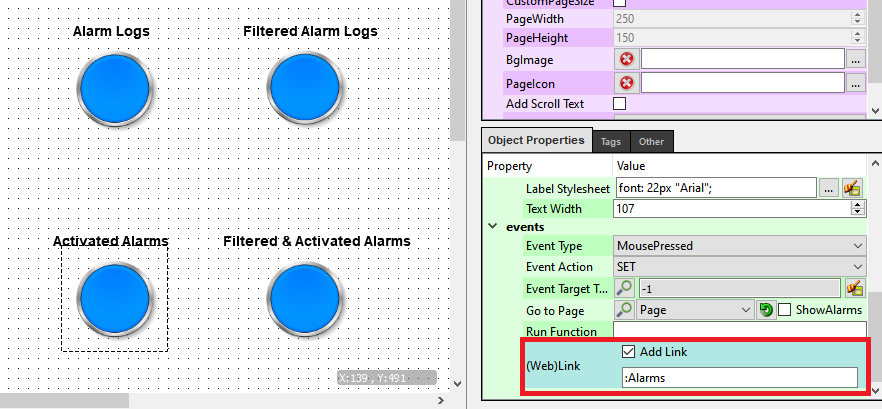 Alarm Logs
Filtered Alarm Logs
Activated Alarms
Filtered & Activated Alarms
X:139 , Y:491
CustomPageSize
PageWidth 250
PageHeight 150
BgImage ...
PageIcon ...
Add Scroll Text
Object Properties Tags Other
Property Value
Label Stylesheet font: 22px "Arial"; ...
Text Width 107
events
Event Type MousePressed
Event Action SET
Event Target T... -1
Go to Page Page ShowAlarms
Run Function
(Web)Link Add Link
:Alarms